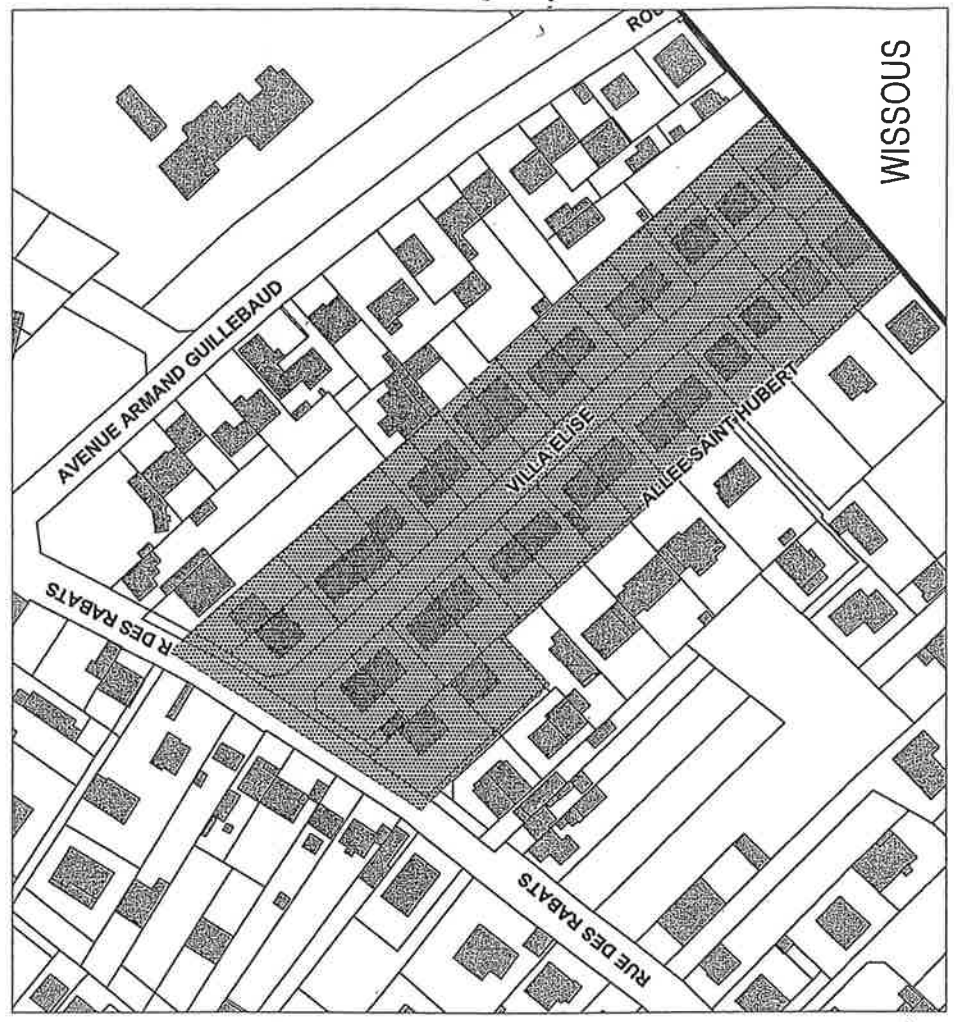 ROU
WISSOUS
AVENUE ARMAND GUILLEBAUD
VILLA ELISE
ALLEE SAINT HUBERT
R DES RABATS
RUE DES RABATS